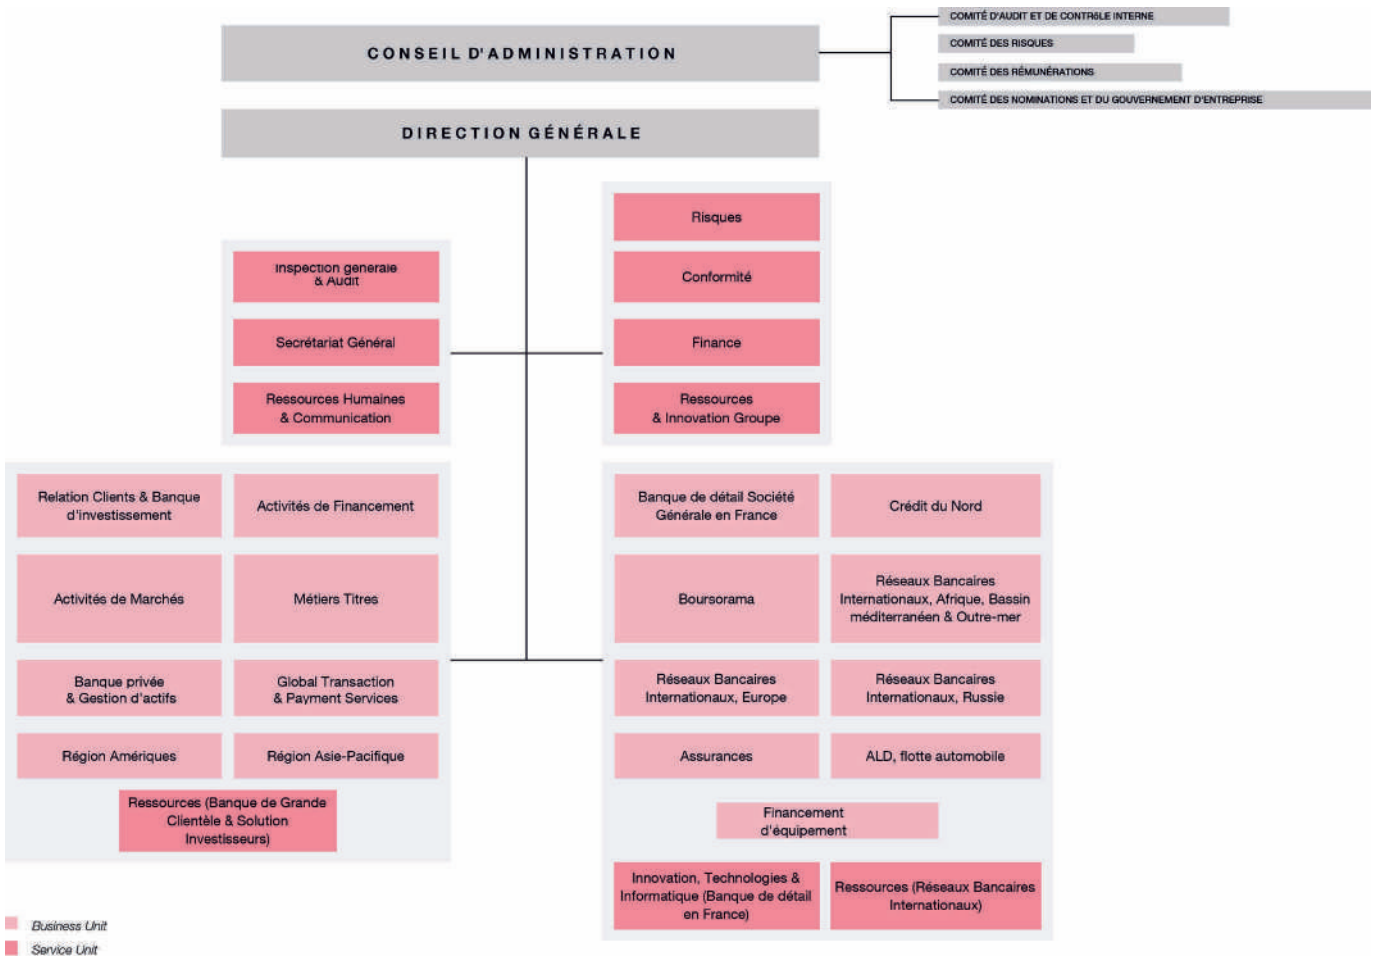 CONSEIL D'ADMINISTRATION
COMITÉ D'AUDIT ET DE CONTRôLE INTERNE
COMITÉ DES RISQUES
COMITÉ DES RÉMUNÉRATIONS
COMITÉ DES NOMINATIONS ET DU GOUVERNEMENT D'ENTREPRISE
DIRECTION GÉNÉRALE
Inspection générale
& Audit
Secrétariat Général
Ressources Humaines
& Communication
Risques
Conformité
Finance
Ressources
& Innovation Groupe
Relation Clients & Banque
d'investissement
Activités de Financement
Activités de Marchés
Métiers Titres
Banque privée
& Gestion d'actifs
Global Transaction
& Payment Services
Région Amériques
Région Asie-Pacifique
Ressources (Banque de Grande
Clientèle & Solution
Investisseurs)
Banque de détail Société
Générale en France
Crédit du Nord
Boursorama
Réseaux Bancaires
Internationaux, Afrique, Bassin
méditerranéen & Outre-mer
Réseaux Bancaires
Internationaux, Europe
Réseaux Bancaires
Internationaux, Russie
Assurances
ALD, flotte automobile
Financement
d'équipement
Innovation, Technologies &
Informatique (Banque de détail
en France)
Ressources (Réseaux Bancaires
Internationaux)
Business Unit
Service Unit